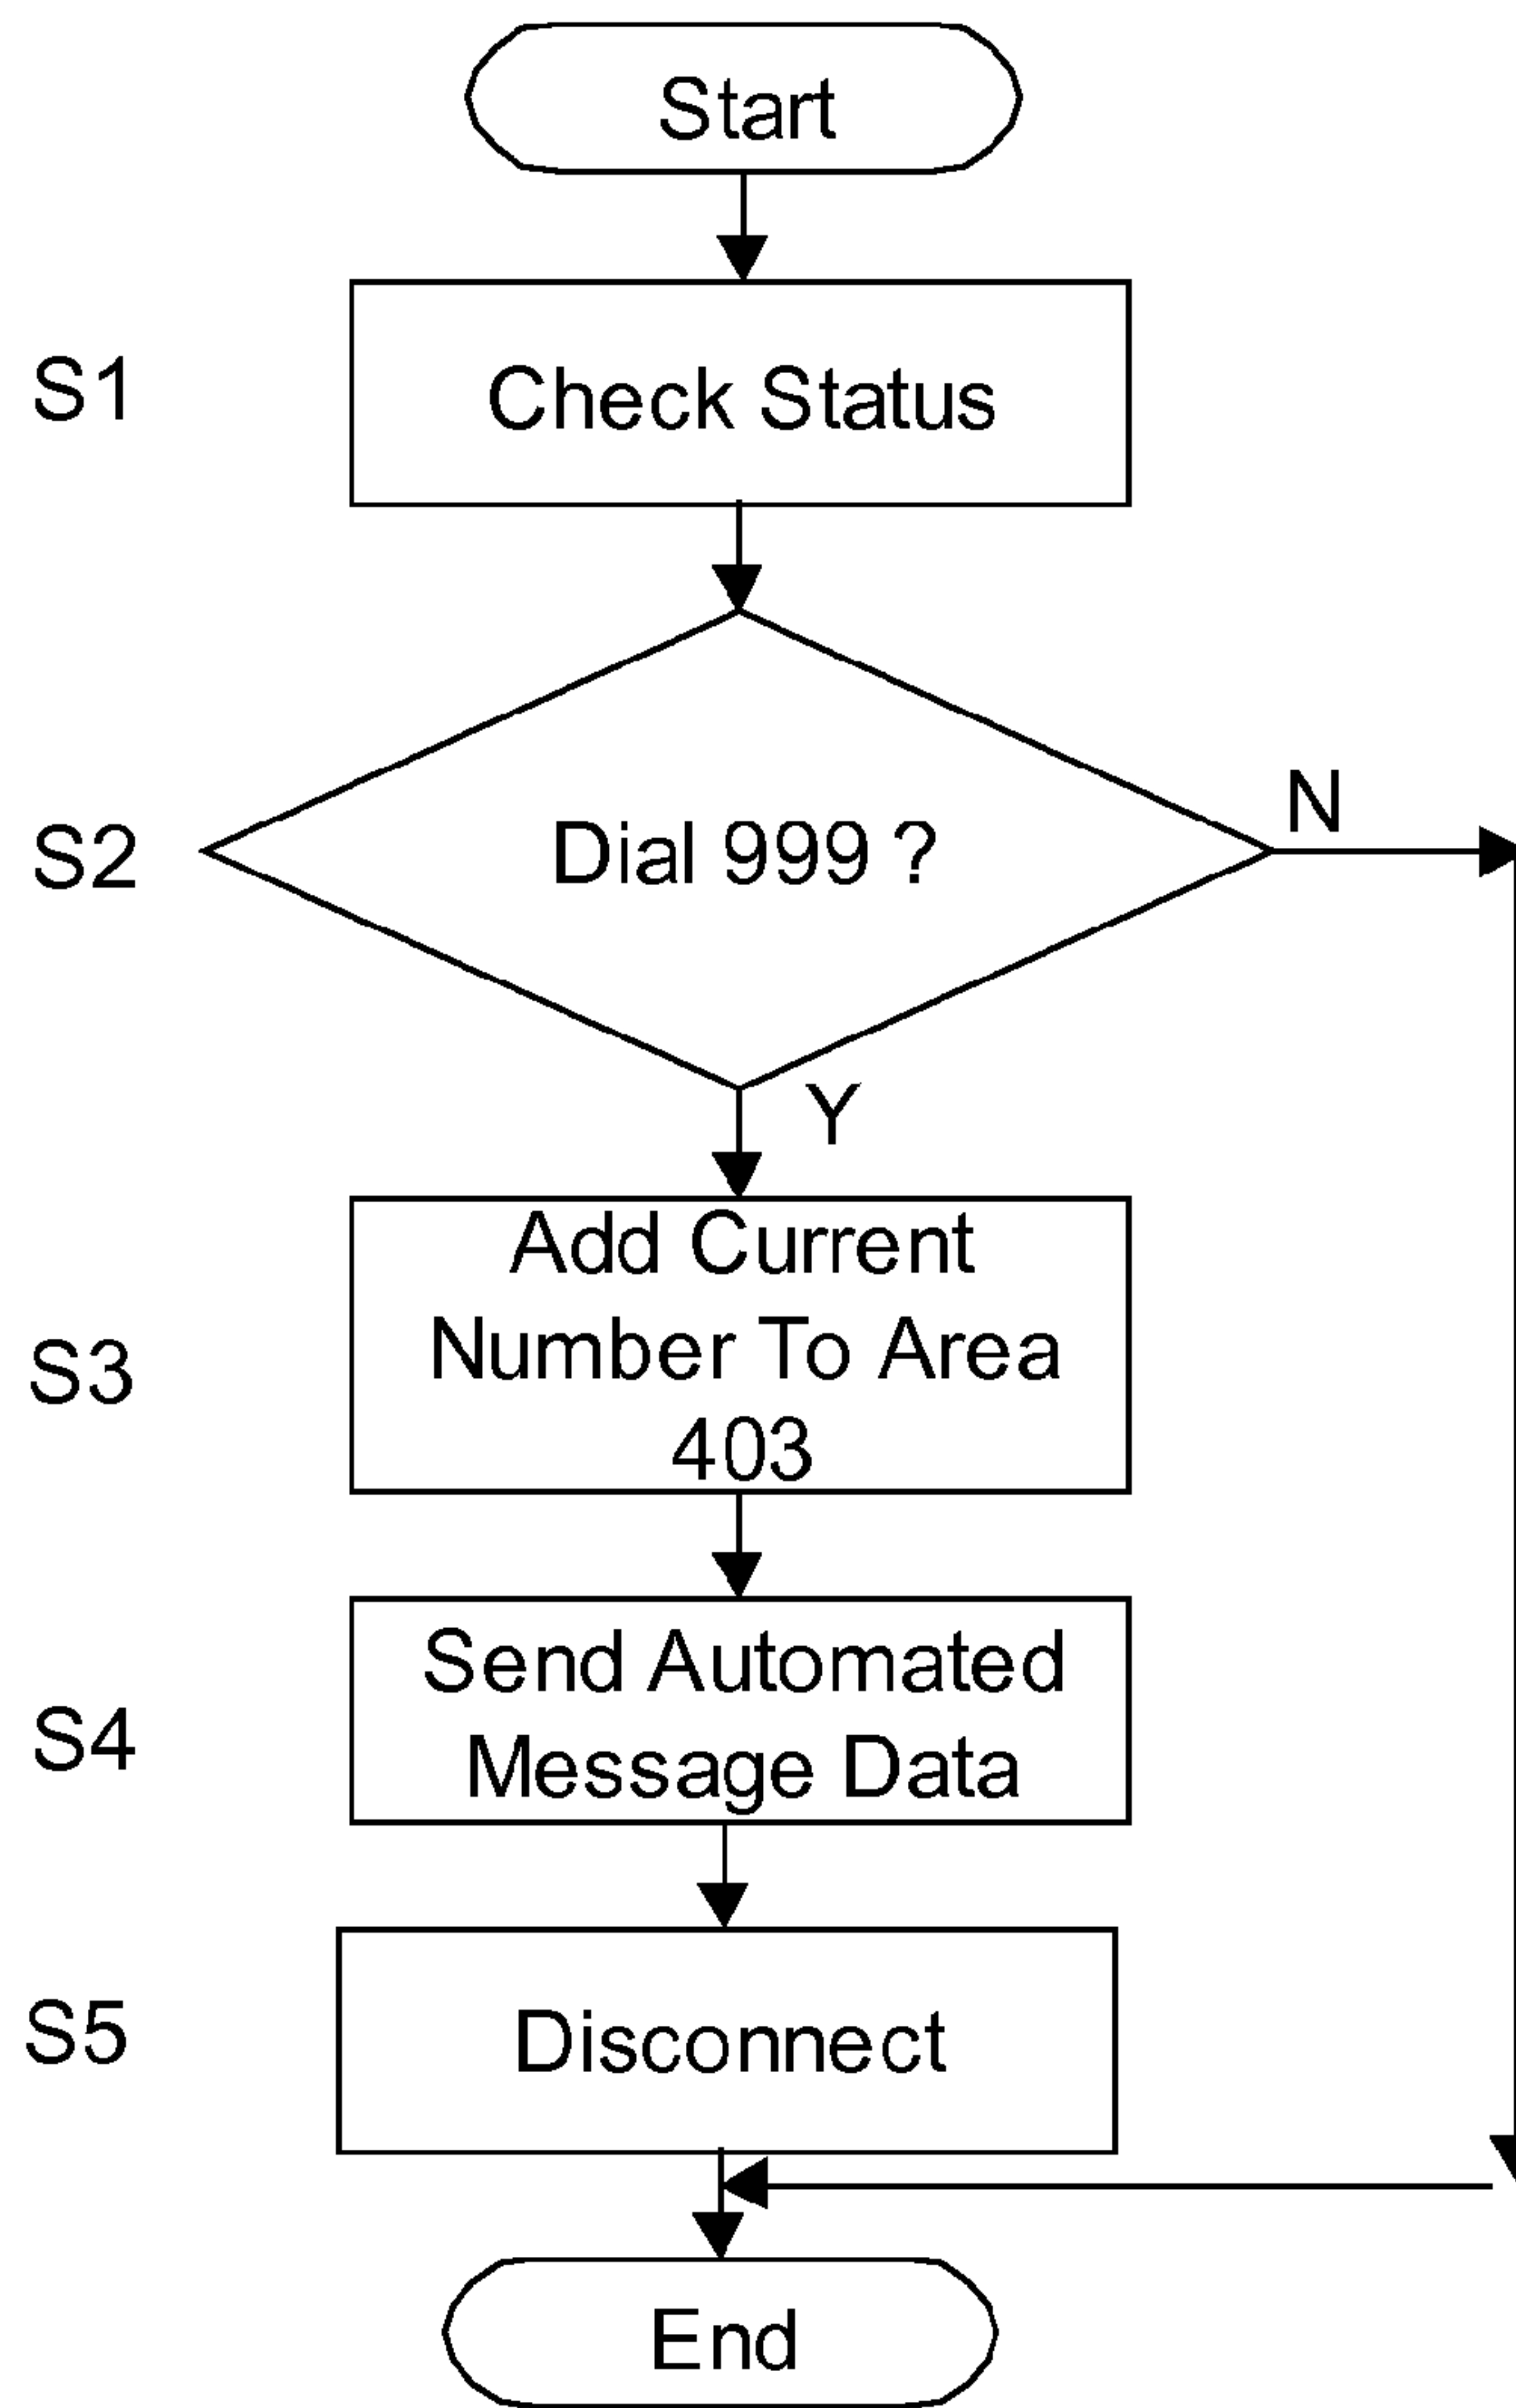 Start
S1
Check Status
S2
Dial 999 ?
N
Y
S3
Add Current
Number To Area
403
S4
Send Automated
Message Data
S5
Disconnect
End